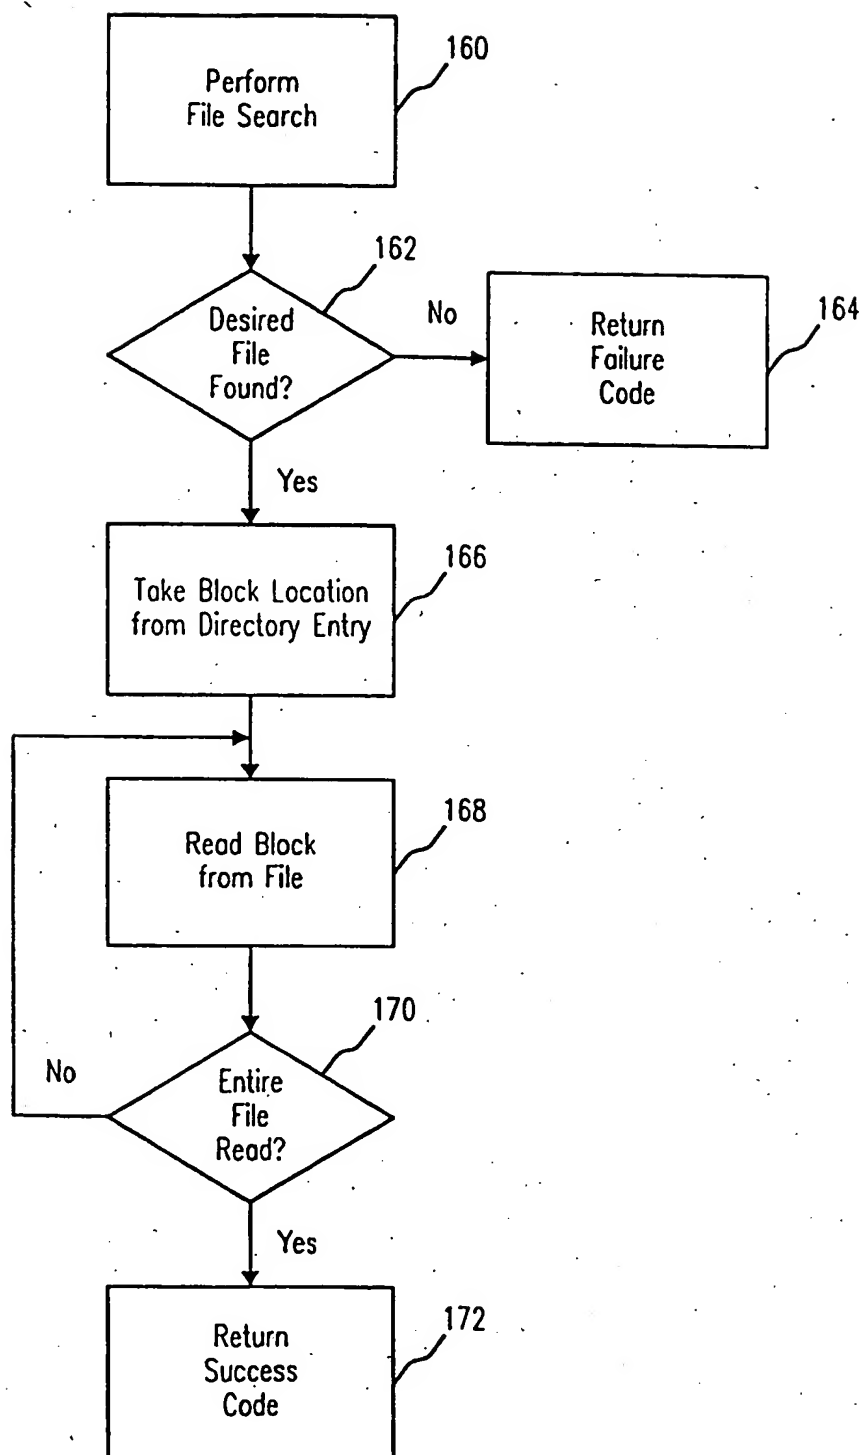 Perform
File Search
160
Desired
File
Found?
162
No
Return
Failure
Code
164
Yes
Take Block Location
from Directory Entry
166
Read Block
from File
168
Entire
File
Read?
170
No
Yes
Return
Success
Code
172